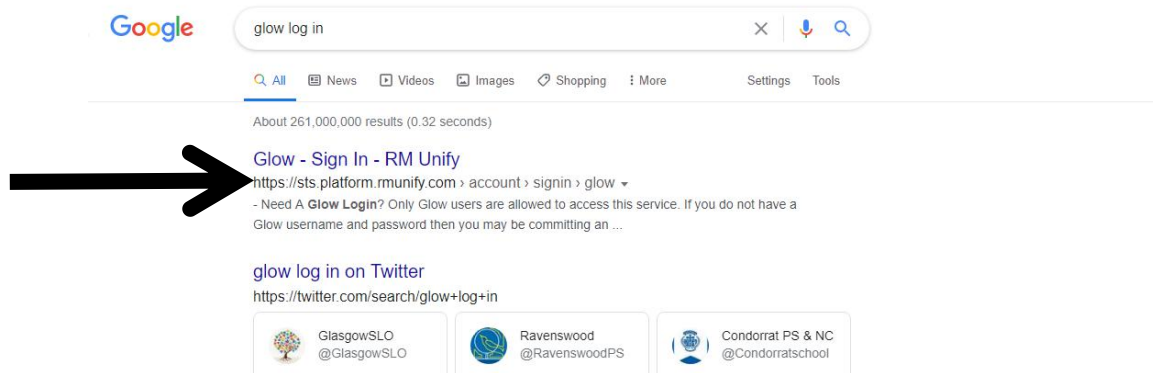 Google
glow log in
All News Videos Images Shopping More Settings Tools
About 261,000,000 results (0.32 seconds)
Glow - Sign In - RM Unify
https://sts.platform.rmunify.com › account › signin › glow
- Need A Glow Login? Only Glow users are allowed to access this service. If you do not have a
Glow username and password then you may be committing an ...
glow log in on Twitter
https://twitter.com/search/glow+log+in
GlasgowSLO Ravenswood Condorrat PS & NC
@GlasgowSLO @RavenswoodPS @Condorratschool